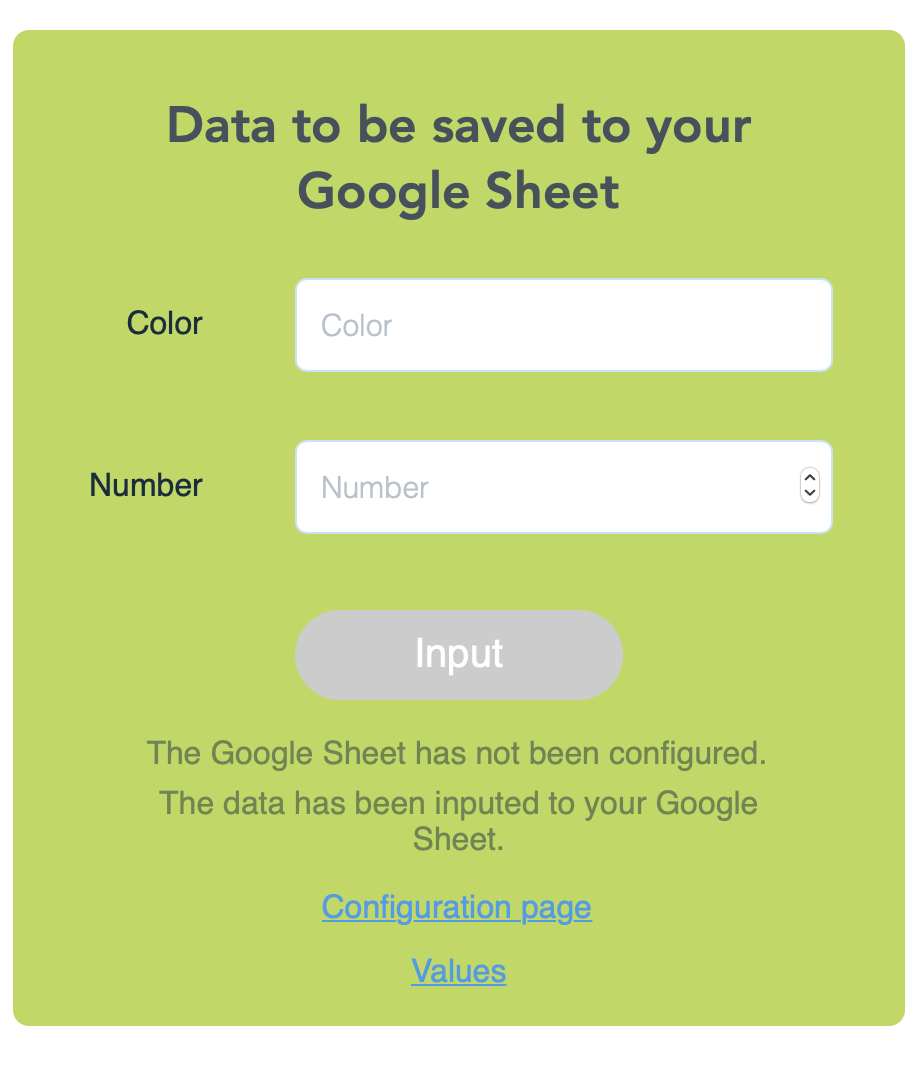 Data to be saved to your
Google Sheet
Color
Color
Number
Number
Input
The Google Sheet has not been configured.
The data has been inputed to your Google
Sheet.
Configuration page
Values